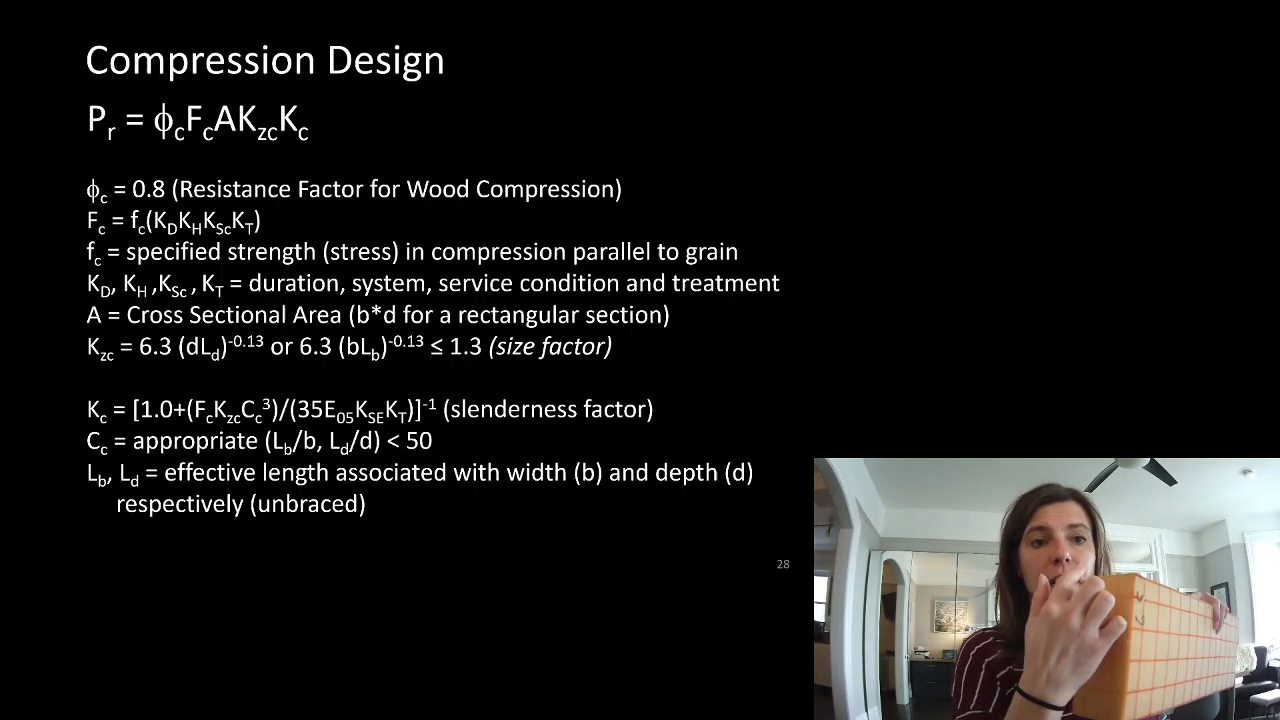 Compression Design
Pr = ϕcFcAKzcKc
ϕc = 0.8 (Resistance Factor for Wood Compression)
Fc = fc(KDKHKScKT)
fc = specified strength (stress) in compression parallel to grain
KD, KH ,KSc , KT = duration, system, service condition and treatment
A = Cross Sectional Area (b*d for a rectangular section)
Kzc = 6.3 (dLd)-0.13 or 6.3 (bLb)-0.13 ≤ 1.3 (size factor)
Kc = [1.0+(FcKzcCc3)/(35E05KSEKT)]-1 (slenderness factor)
Cc = appropriate (Lb/b, Ld/d) < 50
Lb, Ld = effective length associated with width (b) and depth (d)
respectively (unbraced)
28